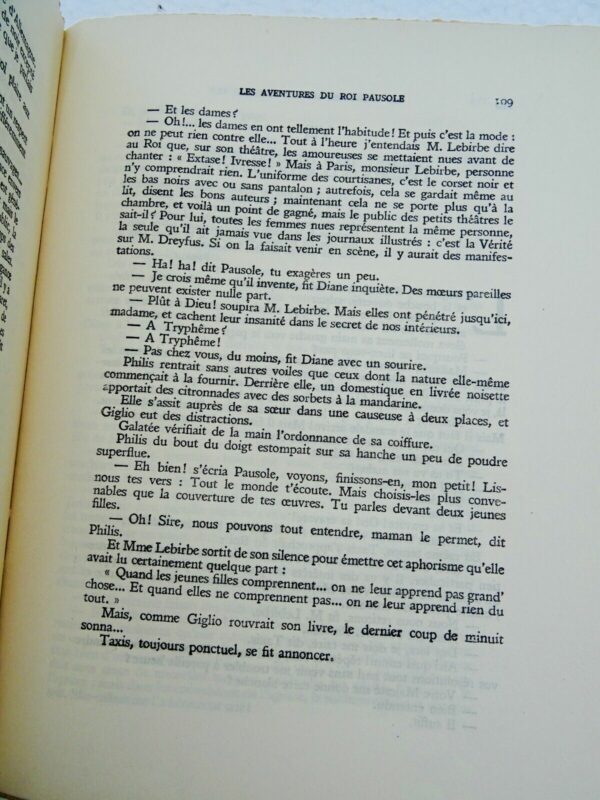 d'Allemagne
que je
plein aux
un respect
LES AVENTURES DU ROI PAUSOLE 109
— Et les dames ?
— Oh !... les dames en ont tellement l'habitude ! Et puis c'est la mode :
on ne peut rien contre elle... Tout à l'heure j'entendais M. Lebirbe dire
au Roi que, sur son théâtre, les amoureuses se mettaient nues avant de
chanter : « Extase ! Ivresse ! » Mais à Paris, monsieur Lebirbe, personne
n'y comprendrait rien. L'uniforme des courtisanes, c'est le corset noir et
les bas noirs avec ou sans pantalon ; autrefois, cela se gardait même au
lit, disent les bons auteurs ; maintenant cela ne se porte plus qu'à la
chambre, et voilà un point de gagné, mais le public des petits théâtres le
sait-il ? Pour lui, toutes les femmes nues représentent la même personne,
la seule qu'il ait jamais vue dans les journaux illustrés : c'est la Vérité
sur M. Dreyfus. Si on la faisait venir en scène, il y aurait des manifes-
tations.
— Ha ! ha ! dit Pausole, tu exagères un peu.
— Je crois même qu'il invente, fit Diane inquiète. Des mœurs pareilles
ne peuvent exister nulle part.
— Plût à Dieu ! soupira M. Lebirbe. Mais elles ont pénétré jusqu'ici,
madame, et cachent leur insanité dans le secret de nos intérieurs.
— A Tryphême ?
— A Tryphême !
— Pas chez vous, du moins, fit Diane avec un sourire.
Philis rentrait sans autres voiles que ceux dont la nature elle-même
commençait à la fournir. Derrière elle, un domestique en livrée noisette
apportait des citronnades avec des sorbets à la mandarine.
Elle s'assit auprès de sa sœur dans une causeuse à deux places, et
Giglio eut des distractions.
Galatée vérifiait de la main l'ordonnance de sa coiffure.
Philis du bout du doigt estompait sur sa hanche un peu de poudre
superflue.
— Eh bien ! s'écria Pausole, voyons, finissons-en, mon petit ! Lis-
nous tes vers : Tout le monde t'écoute. Mais choisis-les plus conve-
nables que la couverture de tes œuvres. Tu parles devant deux jeunes
filles.
— Oh ! Sire, nous pouvons tout entendre, maman le permet, dit
Philis.
Et Mme Lebirbe sortit de son silence pour émettre cet aphorisme qu'elle
avait lu certainement quelque part :
« Quand les jeunes filles comprennent... on ne leur apprend pas grand'
chose... Et quand elles ne comprennent pas... on ne leur apprend rien du
tout. »
Mais, comme Giglio rouvrait son livre, le dernier coup de minuit
sonna...
Taxis, toujours ponctuel, se fit annoncer.